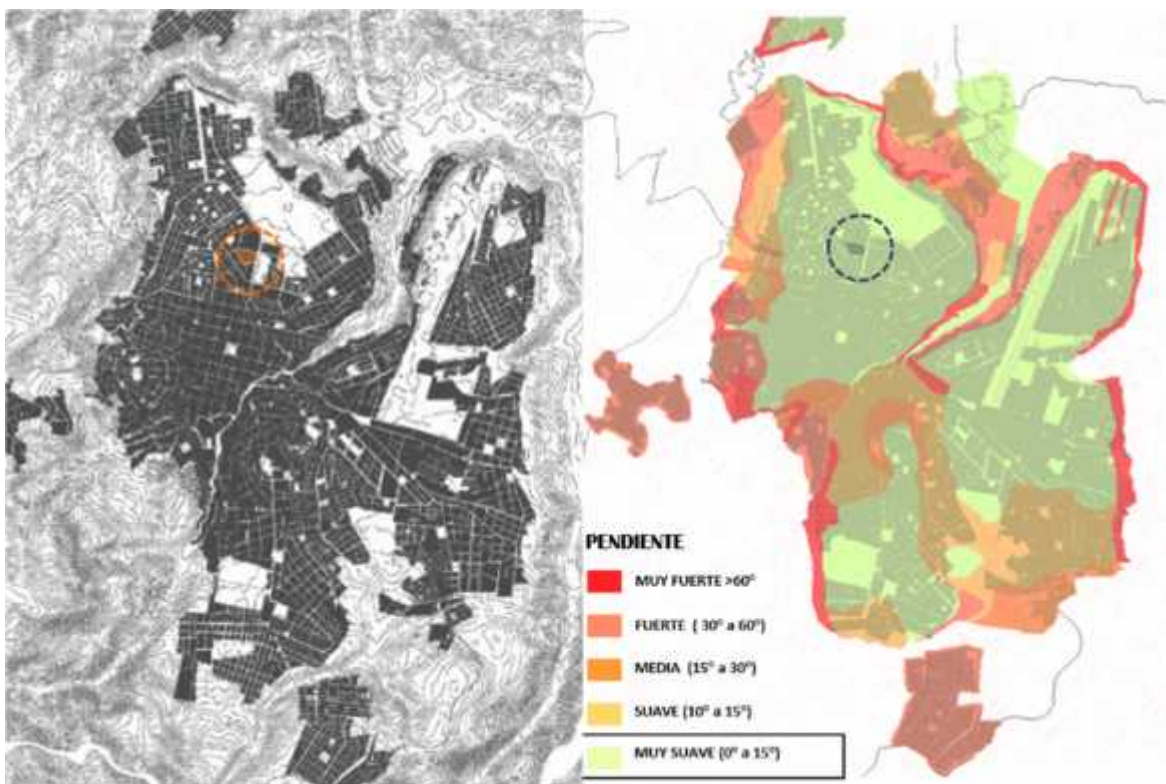 PENDIENTE
MUY FUERTE >60°
FUERTE ( 30° a 60°)
MEDIA (15° a 30°)
SUAVE (10° a 15°)
MUY SUAVE (0° a 15°)